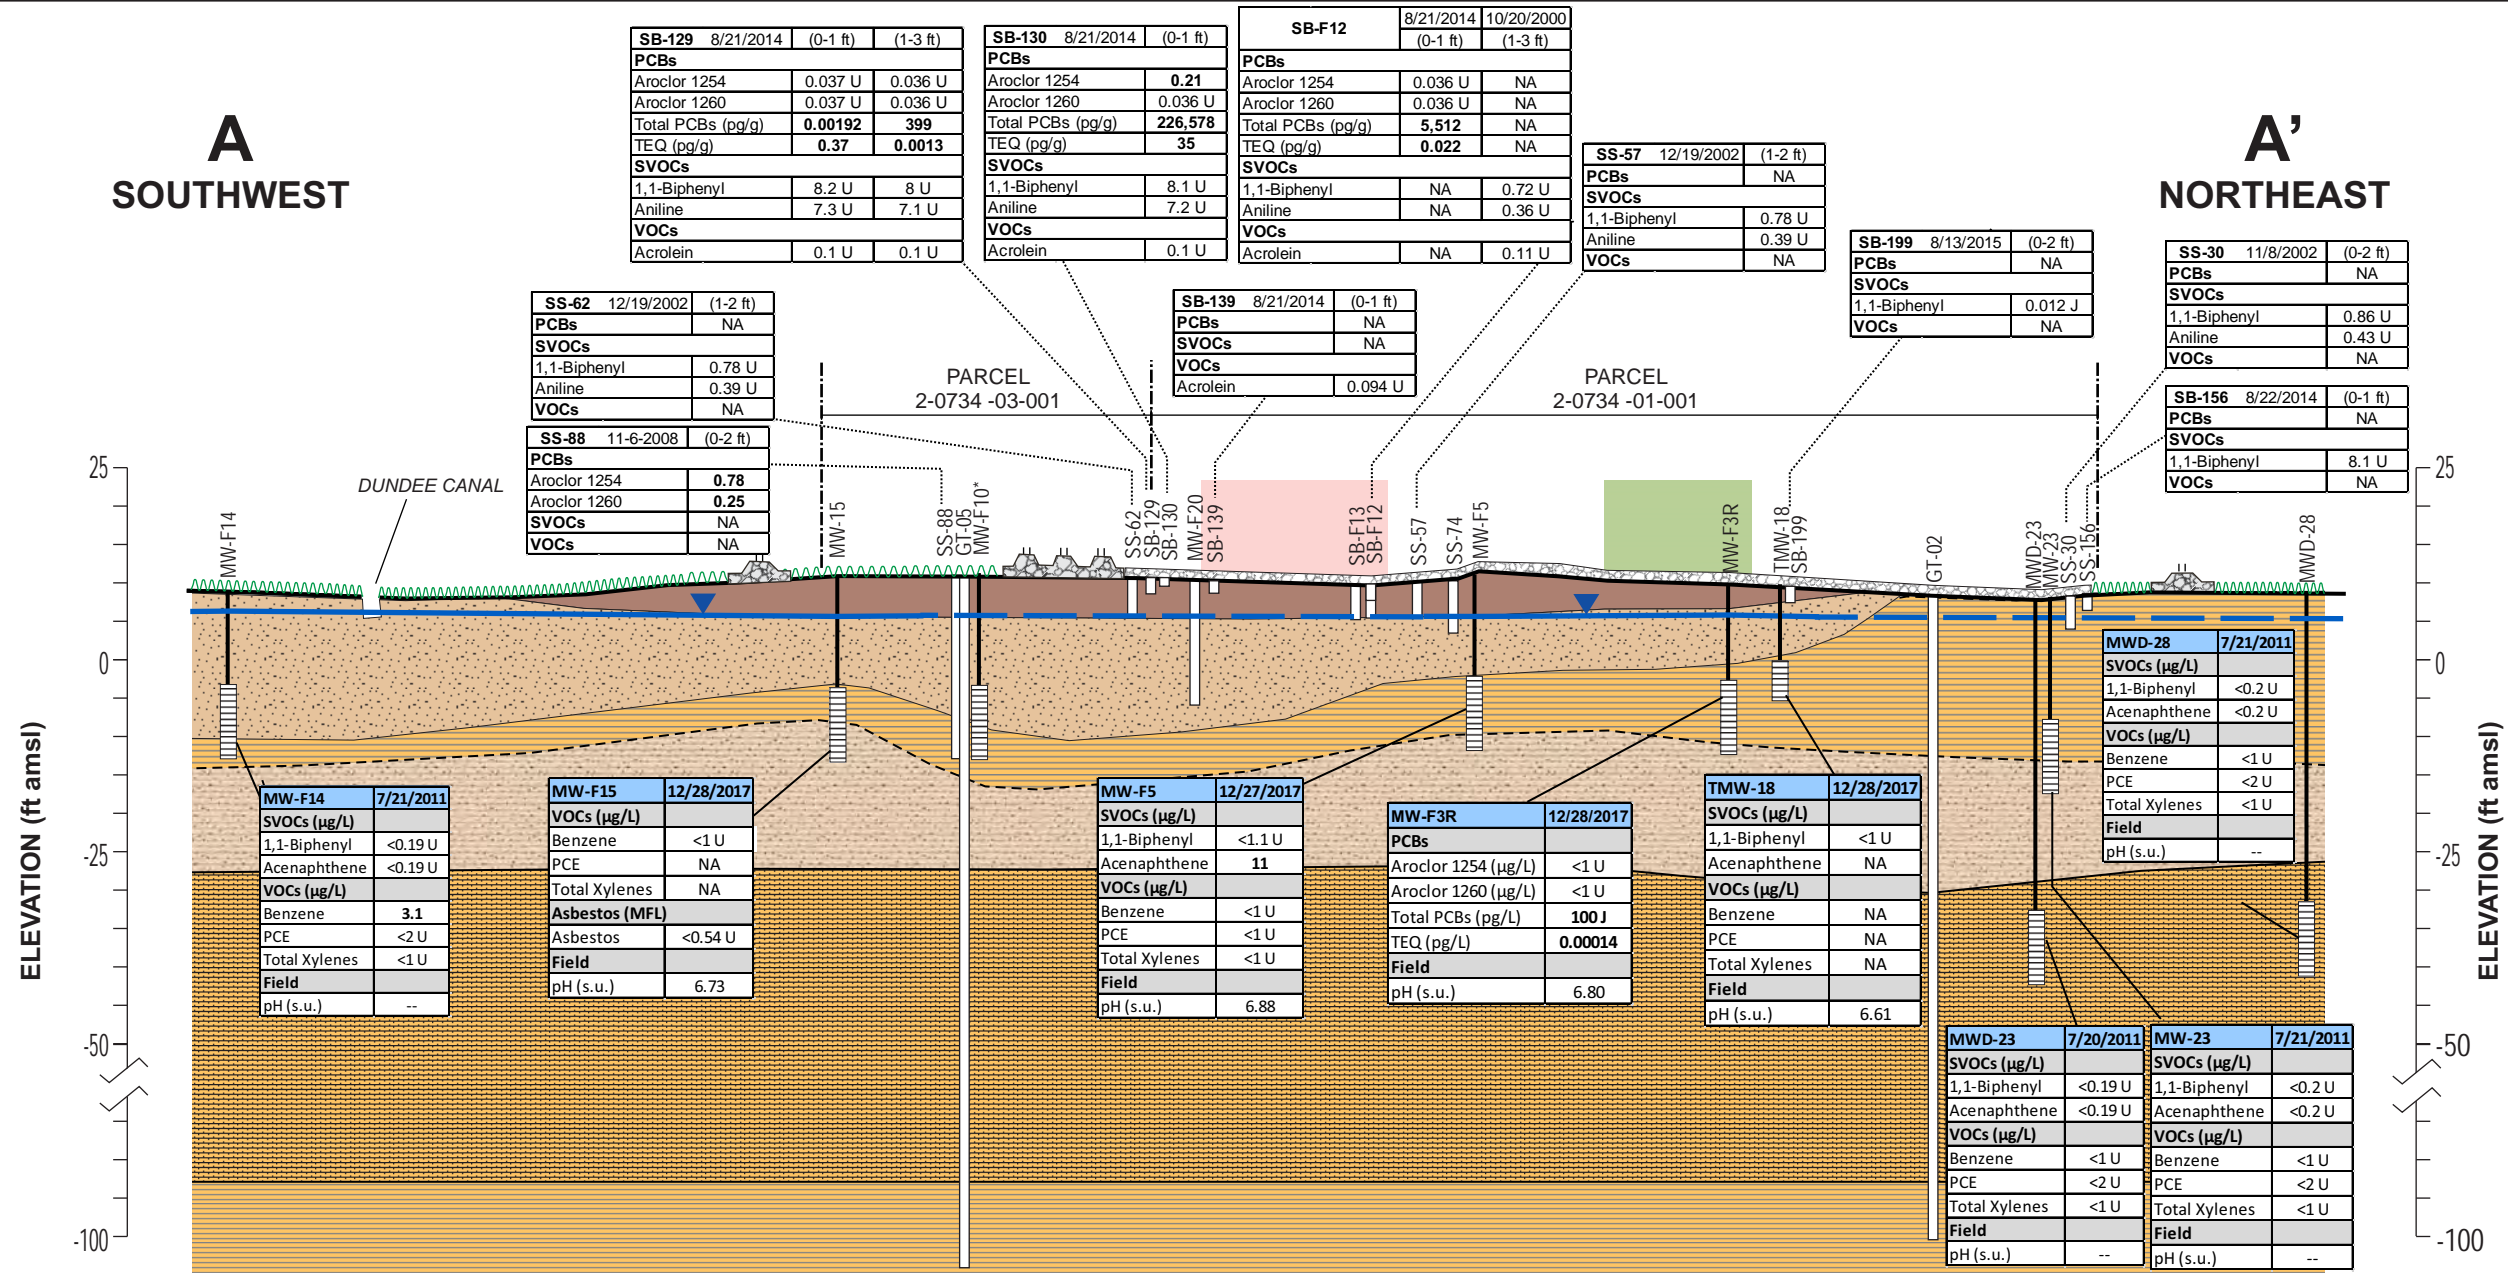 A
SOUTHWEST
A’
NORTHEAST
SB-129 8/21/2014 (0-1 ft) (1-3 ft)
PCBs
Aroclor 1254 0.037 U 0.036 U
Aroclor 1260 0.037 U 0.036 U
Total PCBs (pg/g) 0.00192 399
TEQ (pg/g) 0.37 0.0013
SVOCs
1,1-Biphenyl 8.2 U 8 U
Aniline 7.3 U 7.1 U
VOCs
Acrolein 0.1 U 0.1 U
SB-130 8/21/2014 (0-1 ft)
PCBs
Aroclor 1254 0.21
Aroclor 1260 0.036 U
Total PCBs (pg/g) 226,578
TEQ (pg/g) 35
SVOCs
1,1-Biphenyl 8.1 U
Aniline 7.2 U
VOCs
Acrolein 0.1 U
SB-F12 8/21/2014 10/20/2000
(0-1 ft) (1-3 ft)
PCBs
Aroclor 1254 0.036 U NA
Aroclor 1260 0.036 U NA
Total PCBs (pg/g) 5,512 NA
TEQ (pg/g) 0.022 NA
SVOCs
1,1-Biphenyl NA 0.72 U
Aniline NA 0.36 U
VOCs
Acrolein NA 0.11 U
SS-57 12/19/2002 (1-2 ft)
PCBs NA
SVOCs
1,1-Biphenyl 0.78 U
Aniline 0.39 U
VOCs NA
SB-199 8/13/2015 (0-2 ft)
PCBs NA
SVOCs
1,1-Biphenyl 0.012 J
VOCs NA
SS-30 11/8/2002 (0-2 ft)
PCBs NA
SVOCs
1,1-Biphenyl 0.86 U
Aniline 0.43 U
VOCs NA
SS-62 12/19/2002 (1-2 ft)
PCBs NA
SVOCs
1,1-Biphenyl 0.78 U
Aniline 0.39 U
VOCs NA
SB-139 8/21/2014 (0-1 ft)
PCBs NA
SVOCs NA
VOCs
Acrolein 0.094 U
SB-156 8/22/2014 (0-1 ft)
PCBs NA
SVOCs
1,1-Biphenyl 8.1 U
VOCs NA
SS-88 11-6-2008 (0-2 ft)
PCBs
Aroclor 1254 0.78
Aroclor 1260 0.25
SVOCs NA
VOCs NA
PARCEL
2-0734 -03-001
PARCEL
2-0734 -01-001
DUNDEE CANAL
MW-F14
MW-15
SS-88
GT-05
MW-F10*
SS-62
SB-129
SB-130
MW-F20
SB-139
SB-F13
SB-F12
SS-57
SS-74
MW-F5
MW-F3R
TMW-18
SB-199
GT-02
MWD-23
MW-23
SS-30
SS-156
MWD-28
ELEVATION (ft amsl)
25
0
-25
-50
-100
25
0
-25
-50
-100
ELEVATION (ft amsl)
MW-F14 7/21/2011
SVOCs (µg/L)
1,1-Biphenyl <0.19 U
Acenaphthene <0.19 U
VOCs (µg/L)
Benzene 3.1
PCE <2 U
Total Xylenes <1 U
Field
pH (s.u.) --
MW-F15 12/28/2017
VOCs (µg/L)
Benzene <1 U
PCE NA
Total Xylenes NA
Asbestos (MFL)
Asbestos <0.54 U
Field
pH (s.u.) 6.73
MW-F5 12/27/2017
SVOCs (µg/L)
1,1-Biphenyl <1.1 U
Acenaphthene 11
VOCs (µg/L)
Benzene <1 U
PCE <1 U
Total Xylenes <1 U
Field
pH (s.u.) 6.88
MW-F3R 12/28/2017
PCBs
Aroclor 1254 (µg/L) <1 U
Aroclor 1260 (µg/L) <1 U
Total PCBs (pg/L) 100 J
TEQ (pg/L) 0.00014
Field
pH (s.u.) 6.80
TMW-18 12/28/2017
SVOCs (µg/L)
1,1-Biphenyl <1 U
Acenaphthene NA
VOCs (µg/L)
Benzene NA
PCE NA
Total Xylenes NA
Field
pH (s.u.) 6.61
MWD-28 7/21/2011
SVOCs (µg/L)
1,1-Biphenyl <0.2 U
Acenaphthene <0.2 U
VOCs (µg/L)
Benzene <1 U
PCE <2 U
Total Xylenes <1 U
Field
pH (s.u.) --
MWD-23 7/20/2011
SVOCs (µg/L)
1,1-Biphenyl <0.19 U
Acenaphthene <0.19 U
VOCs (µg/L)
Benzene <1 U
PCE <2 U
Total Xylenes <1 U
Field
pH (s.u.) --
MW-23 7/21/2011
SVOCs (µg/L)
1,1-Biphenyl <0.2 U
Acenaphthene <0.2 U
VOCs (µg/L)
Benzene <1 U
PCE <2 U
Total Xylenes <1 U
Field
pH (s.u.) --